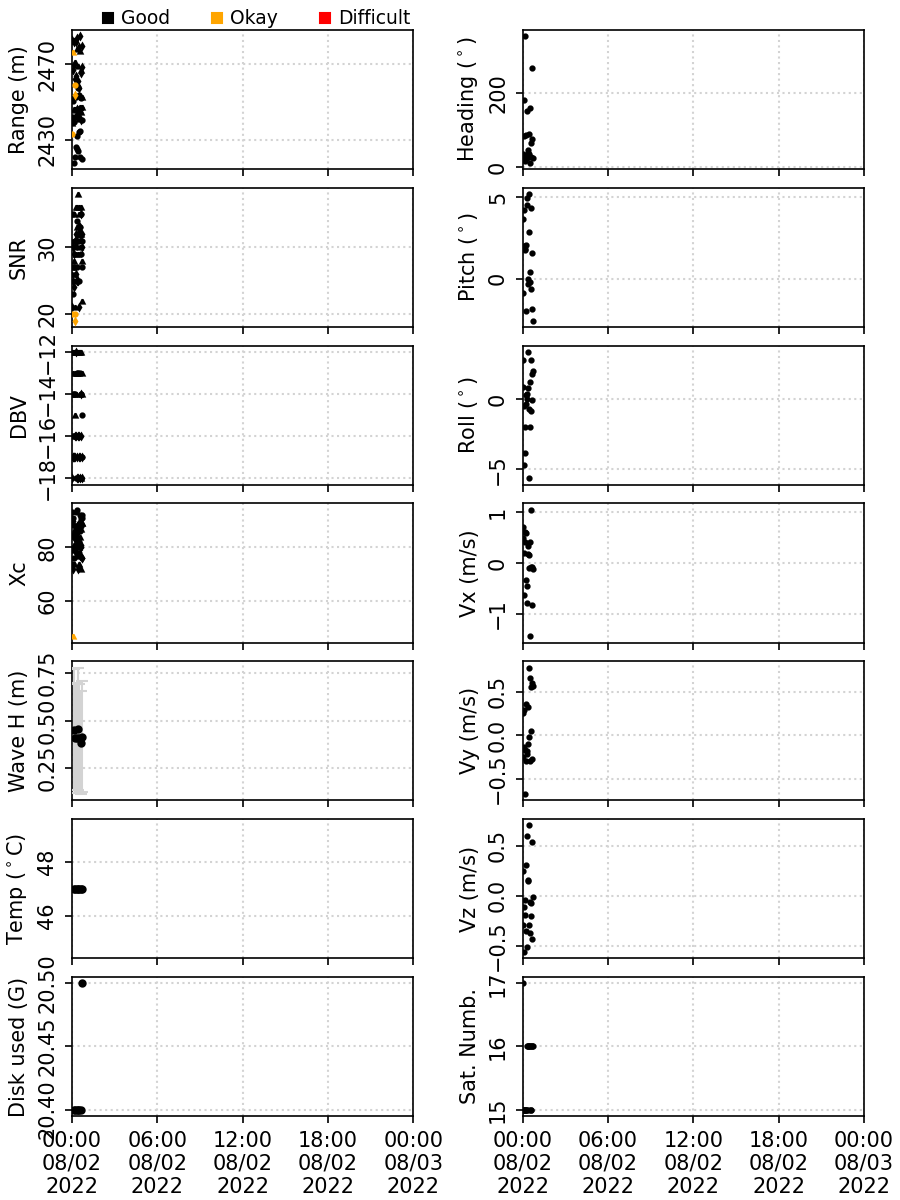 Good Okay Difficult
Range (m)
2470
2430
Heading (°)
200
0
SNR
30
20
Pitch (°)
5
0
DBV
−12
−14
−16
−18
Roll (°)
0
−5
Xc
80
60
Vx (m/s)
1
0
−1
Wave H (m)
0.75
0.50
0.25
Vy (m/s)
0.5
0.0
−0.5
Temp (°C)
48
46
Vz (m/s)
0.5
0.0
−0.5
Disk used (G)
20.50
20.45
20.40
Sat. Numb.
17
16
15
00:00 06:00 12:00 18:00 00:00
08/02 08/02 08/02 08/02 08/03
2022 2022 2022 2022 2022
00:00 06:00 12:00 18:00 00:00
08/02 08/02 08/02 08/02 08/03
2022 2022 2022 2022 2022